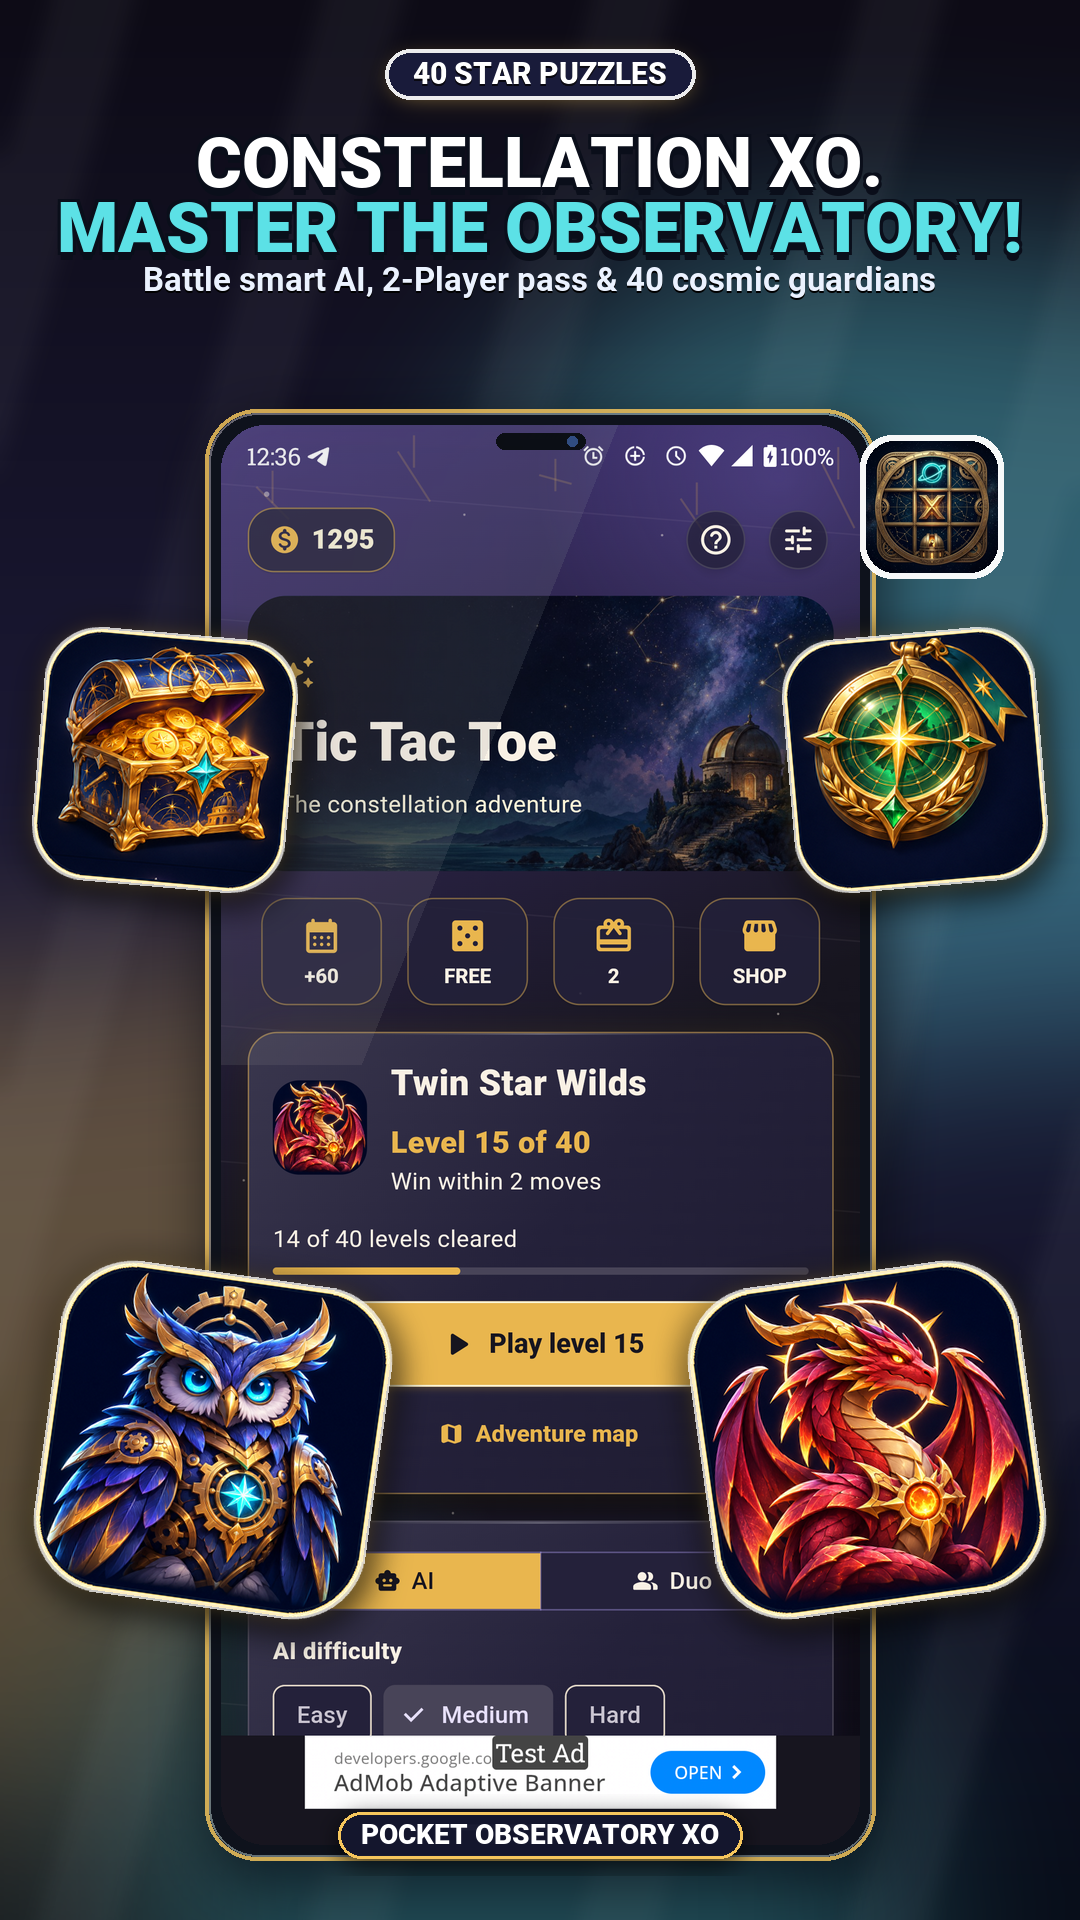 40 STAR PUZZLES
CONSTELLATION XO.
MASTER THE OBSERVATORY!
Battle smart AI, 2-Player pass & 40 cosmic guardians
12:36
100%
1295
Tic Tac Toe
The constellation adventure
+60
FREE
2
SHOP
Twin Star Wilds
Level 15 of 40
Win within 2 moves
14 of 40 levels cleared
Play level 15
Adventure map
AI
Duo
AI difficulty
Easy
Medium
Hard
developers.google.co
Test Ad
AdMob Adaptive Banner
OPEN
POCKET OBSERVATORY XO